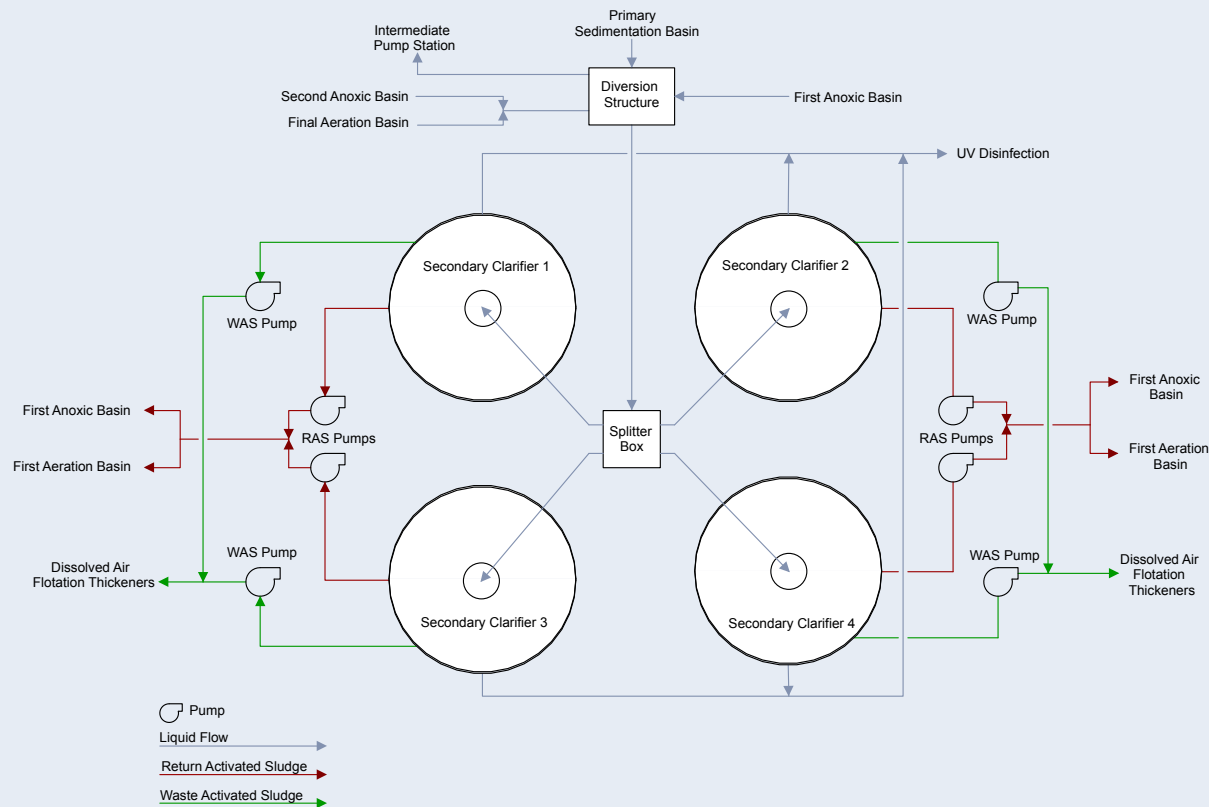 Intermediate
Pump Station
Primary
Sedimentation Basin
Diversion
Structure
Second Anoxic Basin
Final Aeration Basin
First Anoxic Basin
UV Disinfection
Secondary Clarifier 1
Secondary Clarifier 2
WAS Pump
WAS Pump
First Anoxic Basin
First Aeration Basin
RAS Pumps
Splitter
Box
RAS Pumps
First Anoxic
Basin
First Aeration
Basin
WAS Pump
Dissolved Air
Flotation Thickeners
WAS Pump
Dissolved Air
Flotation
Thickeners
Secondary Clarifier 3
Secondary Clarifier 4
Pump
Liquid Flow
Return Activated Sludge
Waste Activated Sludge